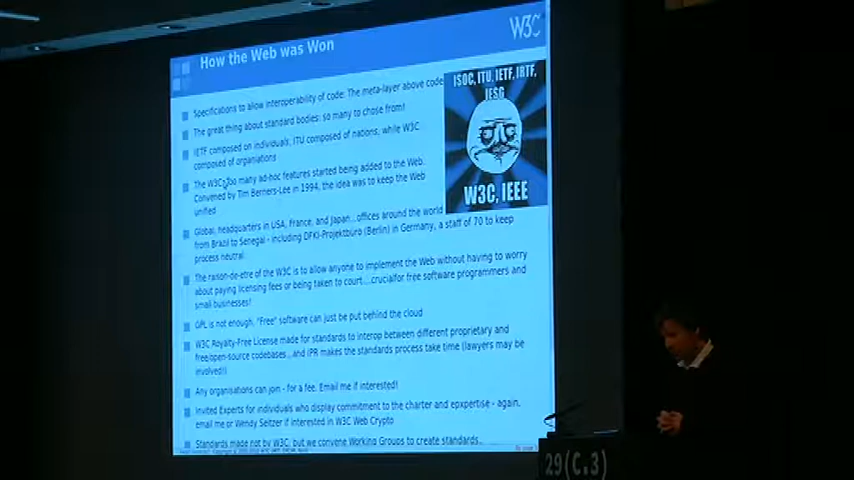 How the Web was Won
W3C
Specifications to allow interoperability of code: The meta-layer above code
The great thing about standard bodies: so many to chose from!
IETF composed on individuals, ITU composed of nations, while W3C
composed of organiations
The W3C: too many ad-hoc features started being added to the Web.
Convened by Tim Berners-Lee in 1994, the idea was to keep the Web
unified
Global, headquarters in USA, France, and Japan...offices around the world
from Brazil to Senegal - including DFKI-Projektbüro (Berlin) in Germany, a staff of 70 to keep
process neutral
The raison-de-etre of the W3C is to allow anyone to implement the Web without having to worry
about paying licensing fees or being taken to court....crucialfor free software programmers and
small businesses!
GPL is not enough, "Free" software can just be put behind the cloud
W3C Royalty-Free License made for standards to interop between different proprietary and
free/open-source codebases.. and IPR makes the standards process take time (lawyers may be
involved!)
Any organisations can join - for a fee. Email me if interested!
Invited Experts for individuals who display commitment to the charter and epxpertise - again,
email me or Wendy Seltzer if interested in W3C Web Crypto
Standards made not by W3C, but we convene Working Groups to create standards..
ISOC, ITU, IETF, IRTF,
IESG
W3C, IEEE
29(C.3)